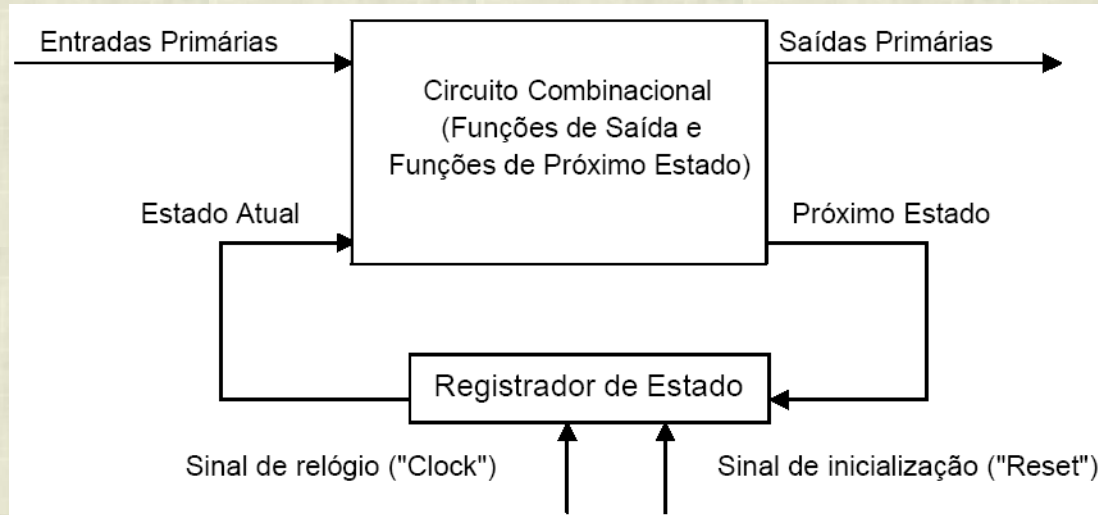 Entradas Primárias
Saídas Primárias
Circuito Combinacional
(Funções de Saída e
Funções de Próximo Estado)
Estado Atual
Próximo Estado
Registrador de Estado
Sinal de relógio ("Clock")
Sinal de inicialização ("Reset")